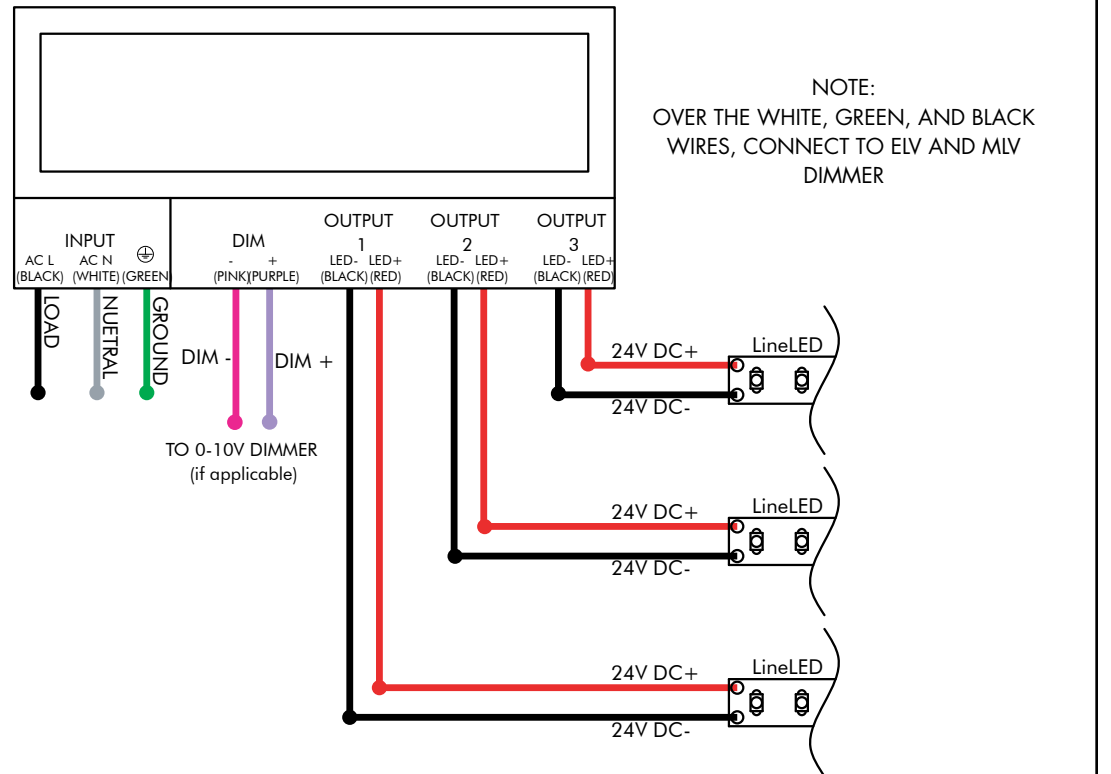 NOTE:
OVER THE WHITE, GREEN, AND BLACK
WIRES, CONNECT TO ELV AND MLV
DIMMER
INPUT
AC L
(BLACK)
AC N
(WHITE)
(GREEN)
DIM
-
(PINK)
+
(PURPLE)
OUTPUT
1
LED-
(BLACK)
LED+
(RED)
OUTPUT
2
LED-
(BLACK)
LED+
(RED)
OUTPUT
3
LED-
(BLACK)
LED+
(RED)
LOAD
NUETRAL
GROUND
DIM -
DIM +
TO 0-10V DIMMER
(if applicable)
24V DC+
LineLED
24V DC-
24V DC+
LineLED
24V DC-
24V DC+
LineLED
24V DC-